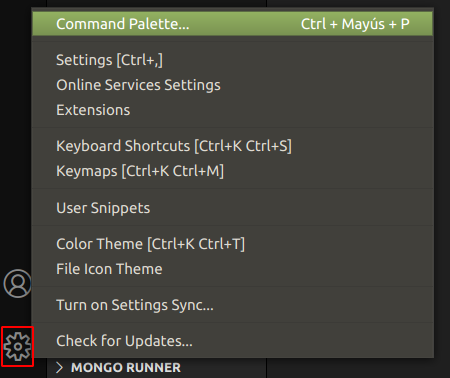 Command Palette... Ctrl + Mayús + P
Settings [Ctrl+,]
Online Services Settings
Extensions
Keyboard Shortcuts [Ctrl+K Ctrl+S]
Keymaps [Ctrl+K Ctrl+M]
User Snippets
Color Theme [Ctrl+K Ctrl+T]
File Icon Theme
Turn on Settings Sync...
Check for Updates...
MONGO RUNNER